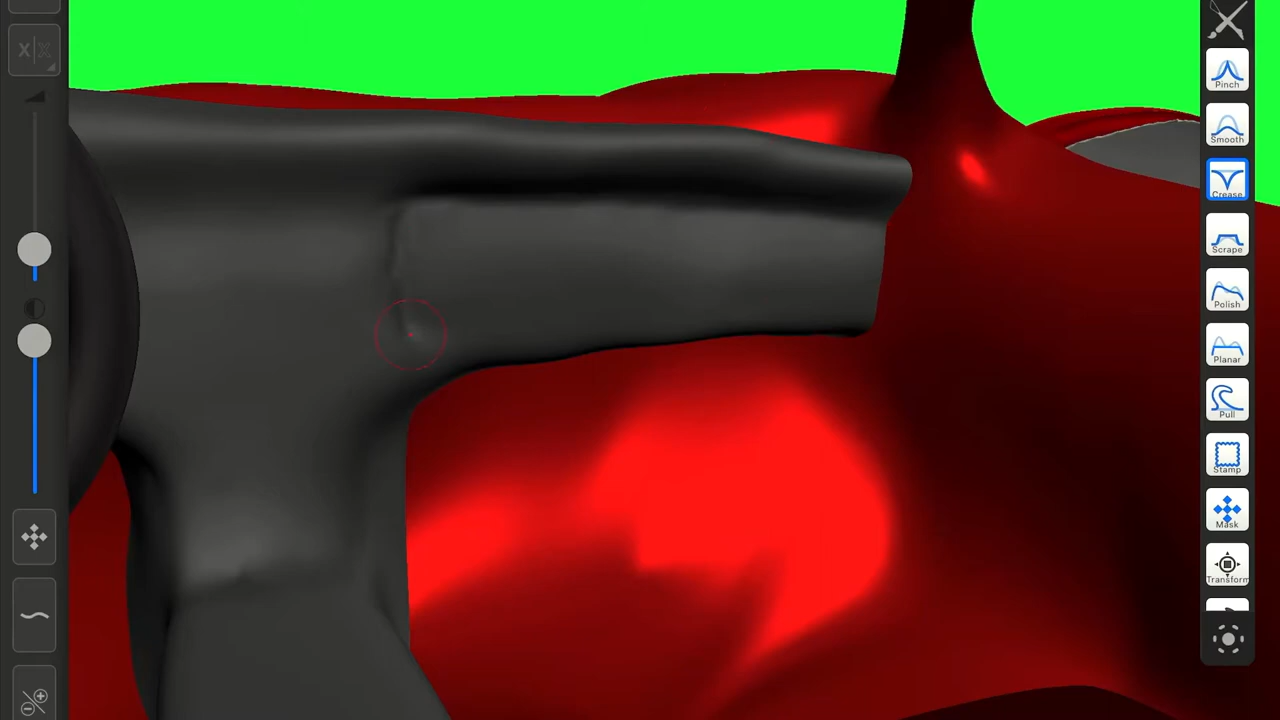 X|X
Pinch
Smooth
Crease
Scrape
Polish
Planar
Pull
Stamp
Mask
Transform